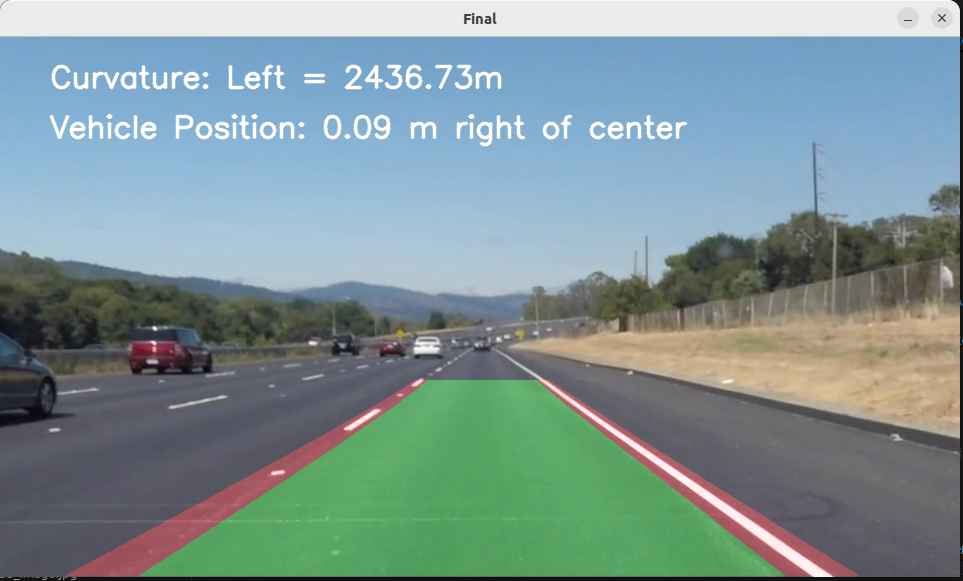 Final
Curvature: Left = 2436.73m
Vehicle Position: 0.09 m right of center